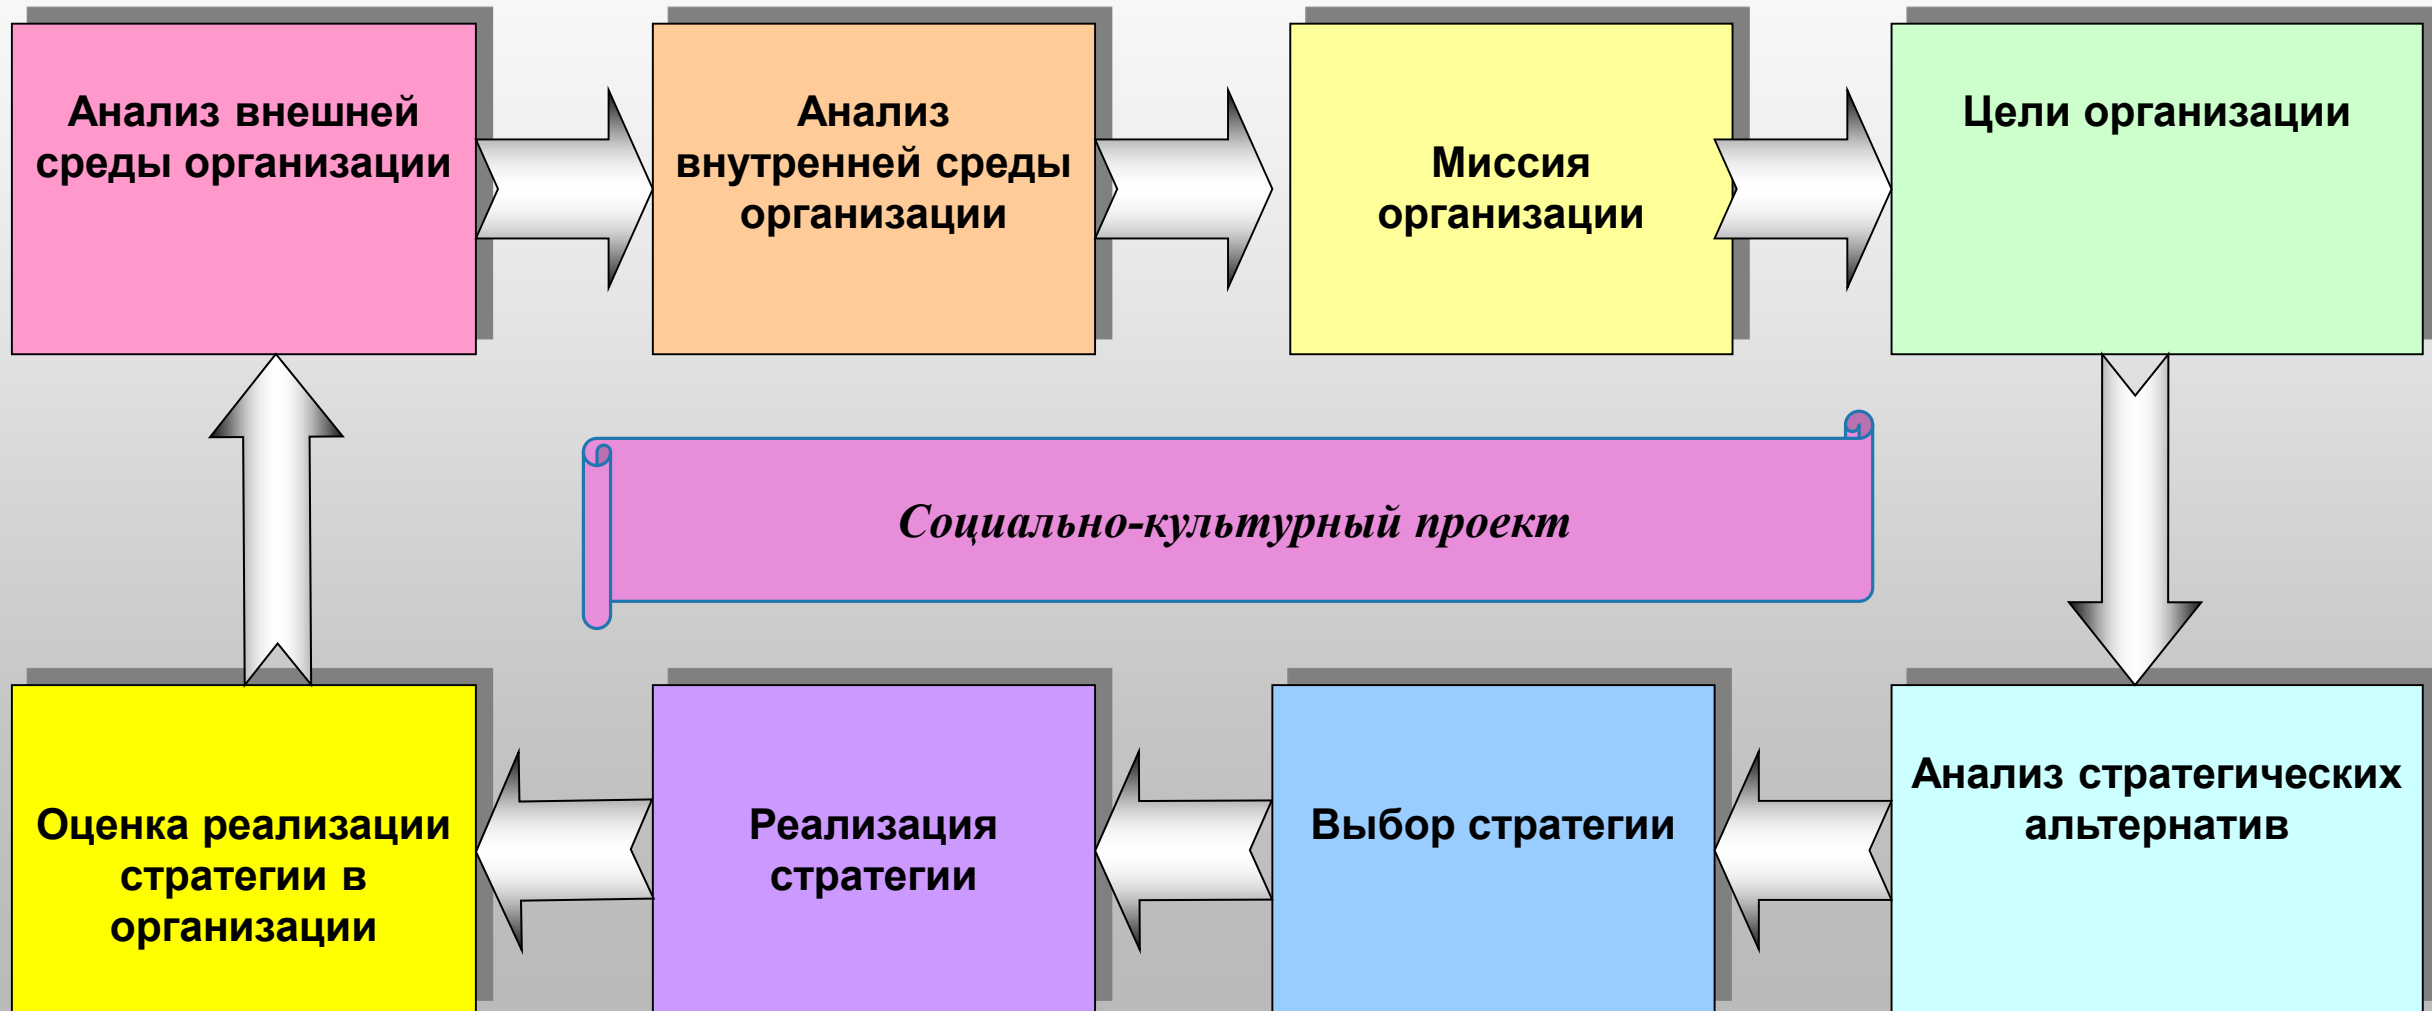 Анализ внешней
среды организации
Анализ
внутренней среды
организации
Миссия
организации
Цели организации
Социально-культурный проект
Оценка реализации
стратегии в
организации
Реализация
стратегии
Выбор стратегии
Анализ стратегических
альтернатив